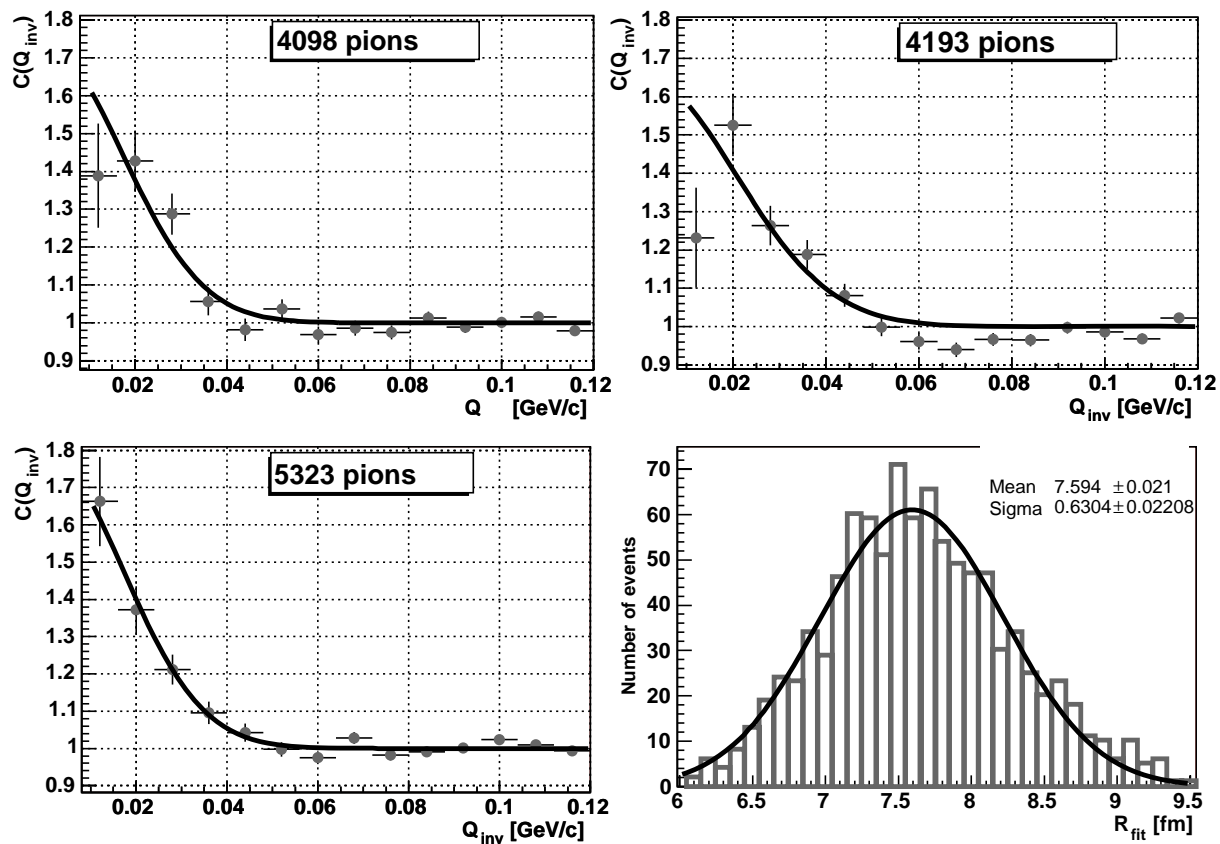 4098 pions
C(Q_inv)
1.8
1.7
1.6
1.5
1.4
1.3
1.2
1.1
1
0.9
0.02 0.04 0.06 0.08 0.1 0.12
Q [GeV/c]
4193 pions
C(Q_inv)
1.8
1.7
1.6
1.5
1.4
1.3
1.2
1.1
1
0.9
0.02 0.04 0.06 0.08 0.1 0.12
Q_inv [GeV/c]
5323 pions
C(Q_inv)
1.8
1.7
1.6
1.5
1.4
1.3
1.2
1.1
1
0.9
0.02 0.04 0.06 0.08 0.1 0.12
Q_inv [GeV/c]
Mean 7.594 ±0.021
Sigma 0.6304±0.02208
Number of events
70
60
50
40
30
20
10
0
6 6.5 7 7.5 8 8.5 9 9.5
R_fit [fm]